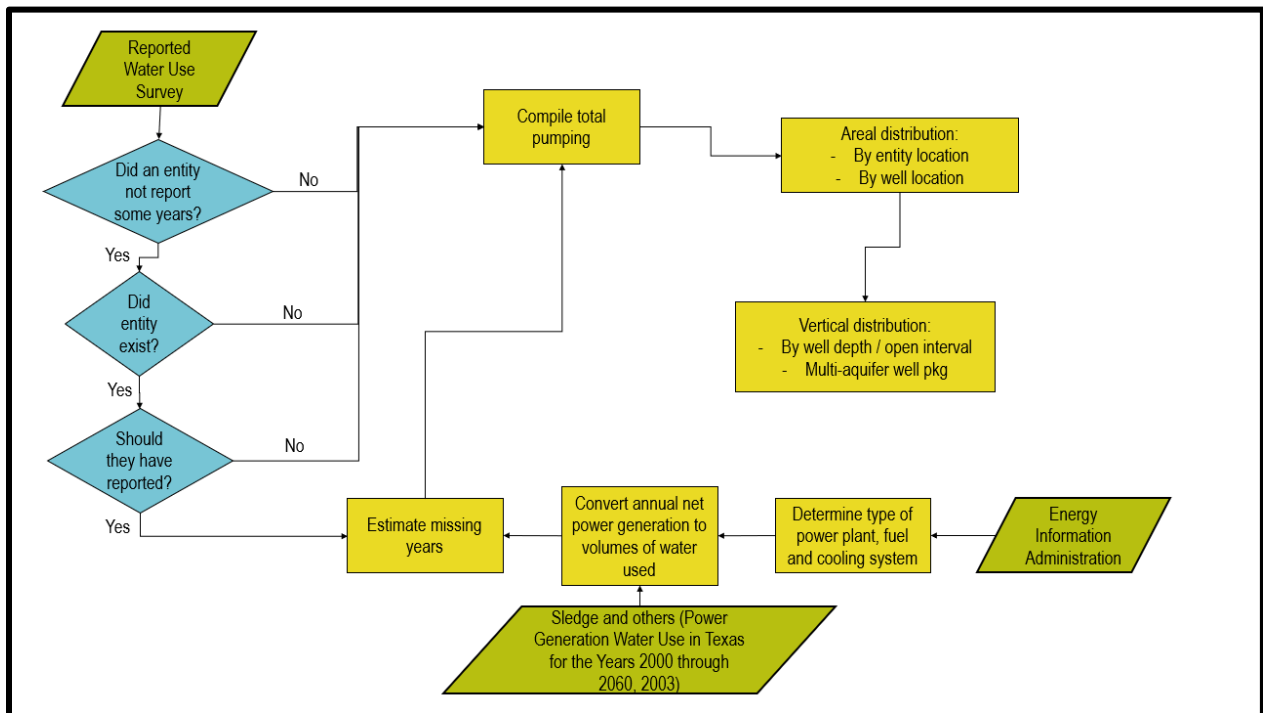 Reported
Water Use
Survey
Did an entity
not report
some years?
No
Yes
Did
entity
exist?
No
Yes
Should
they have
reported?
No
Yes
Compile total
pumping
Areal distribution:
- By entity location
- By well location
Vertical distribution:
- By well depth / open interval
- Multi-aquifer well pkg
Estimate missing
years
Convert annual net
power generation to
volumes of water
used
Determine type of
power plant, fuel
and cooling system
Energy
Information
Administration
Sledge and others (Power
Generation Water Use in Texas
for the Years 2000 through
2060, 2003)